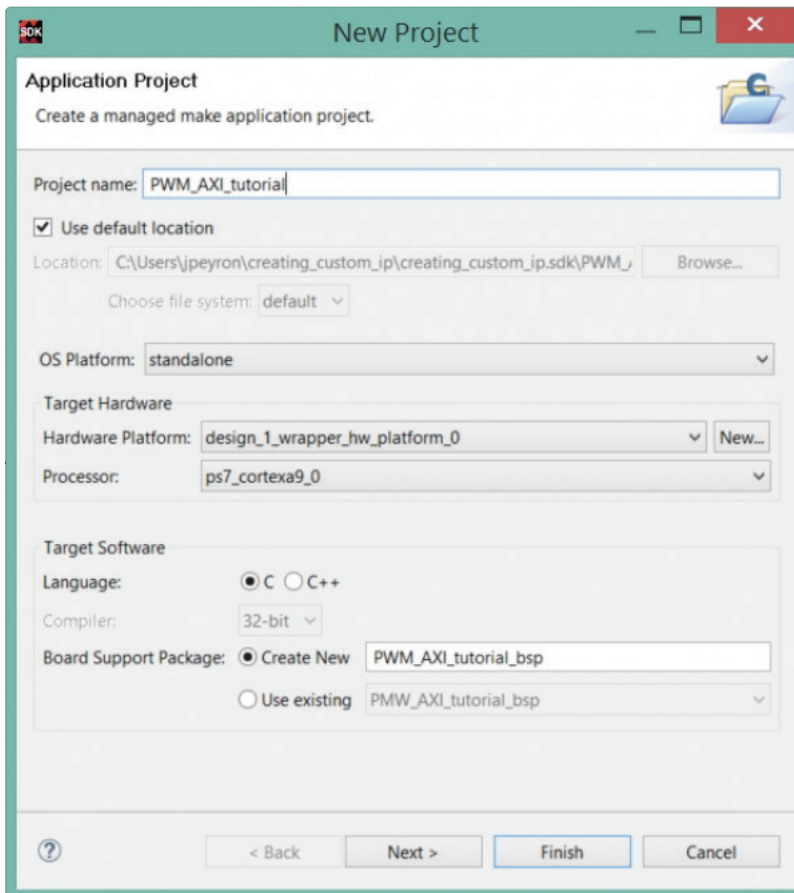 SDK New Project
Application Project
Create a managed make application project.
Project name: PWM_AXI_tutorial
Use default location
Location: C:\Users\jpeyron\creating_custom_ip\creating_custom_ip.sdk\PWM_ Browse...
Choose file system: default
OS Platform: standalone
Target Hardware
Hardware Platform: design_1_wrapper_hw_platform_0 New...
Processor: ps7_cortexa9_0
Target Software
Language: C C++
Compiler: 32-bit
Board Support Package: Create New PWM_AXI_tutorial_bsp
Use existing PMW_AXI_tutorial_bsp
? < Back Next > Finish Cancel